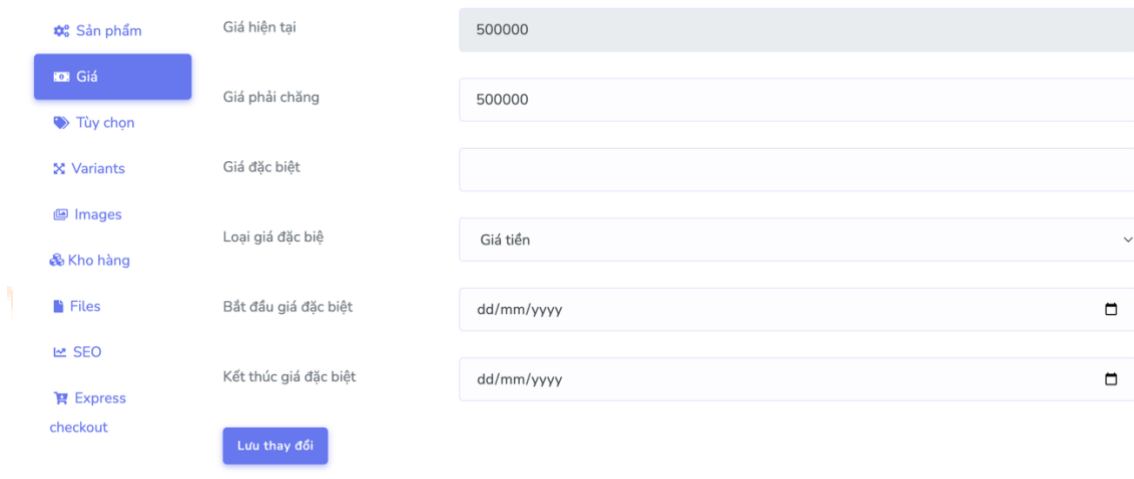 Sản phẩm
Giá
Tùy chọn
Variants
Images
Kho hàng
Files
SEO
Express
checkout
Giá hiện tại
500000
Giá phải chăng
500000
Giá đặc biệt
Loại giá đặc biệ
Giá tiền
Bắt đầu giá đặc biệt
dd/mm/yyyy
Kết thúc giá đặc biệt
dd/mm/yyyy
Lưu thay đổi